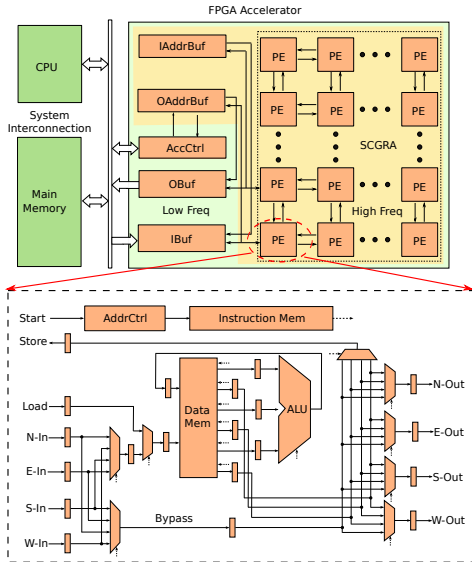 FPGA Accelerator
CPU
IAddrBuf
PE PE PE
OAddrBuf
PE PE PE
System
Interconnection
AccCtrl
SCGRA
Main
Memory
OBuf
PE PE PE
Low Freq
High Freq
IBuf
PE PE PE
Start
AddrCtrl
Instruction Mem
Store
N-Out
Load
Data
Mem
ALU
N-In
E-Out
E-In
S-Out
S-In
Bypass
W-Out
W-In